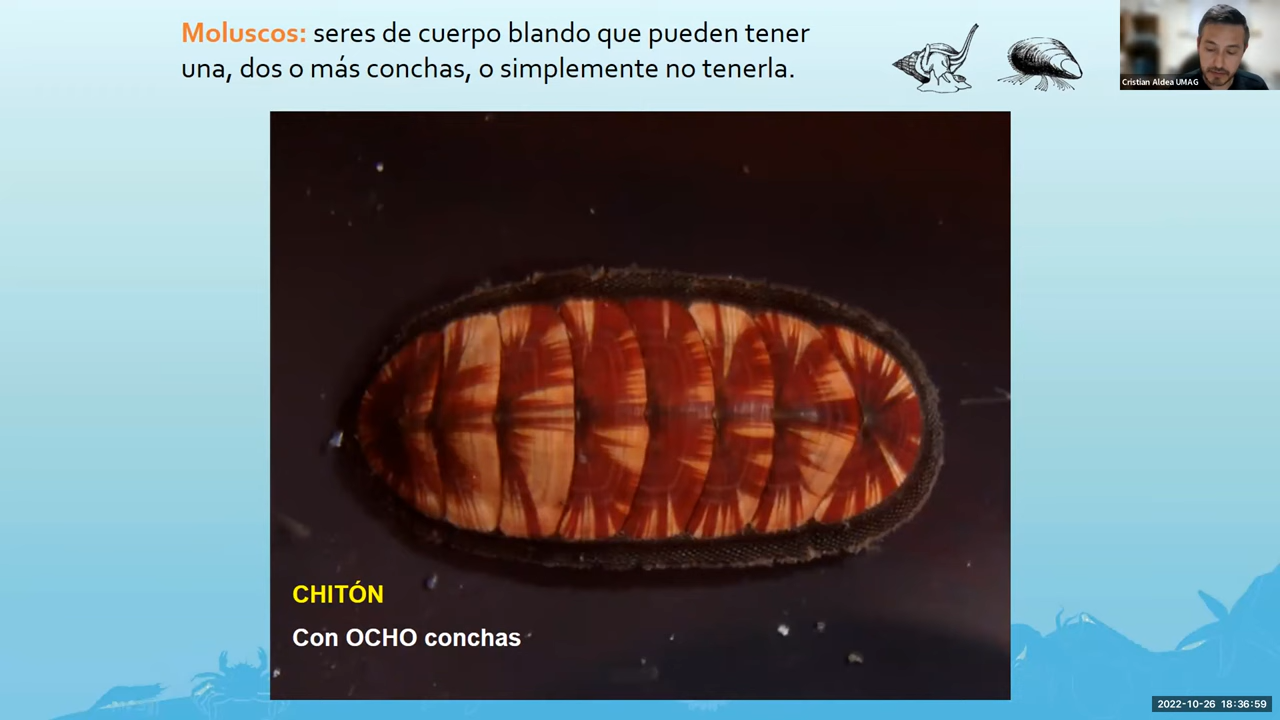 Moluscos: seres de cuerpo blando que pueden tener
una, dos o más conchas, o simplemente no tenerla.
Cristian Aldea UMAG
CHITÓN
Con OCHO conchas
2022-10-26 18:36:59